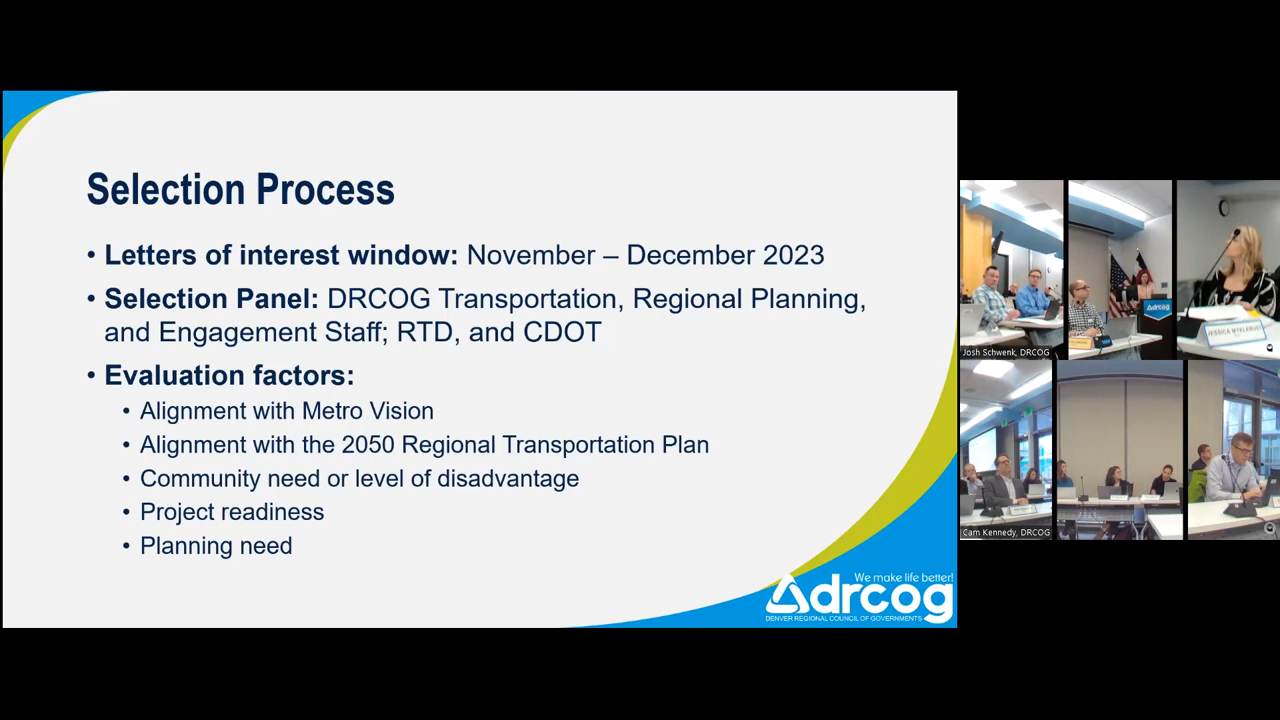 Selection Process
• Letters of interest window: November – December 2023
• Selection Panel: DRCOG Transportation, Regional Planning,
and Engagement Staff; RTD, and CDOT
• Evaluation factors:
• Alignment with Metro Vision
• Alignment with the 2050 Regional Transportation Plan
• Community need or level of disadvantage
• Project readiness
• Planning need
We make life better!
drcog
DENVER REGIONAL COUNCIL OF GOVERNMENTS
drcog
JESSICA
Josh Schwenk, DRCOG
Cam Kennedy, DRCOG